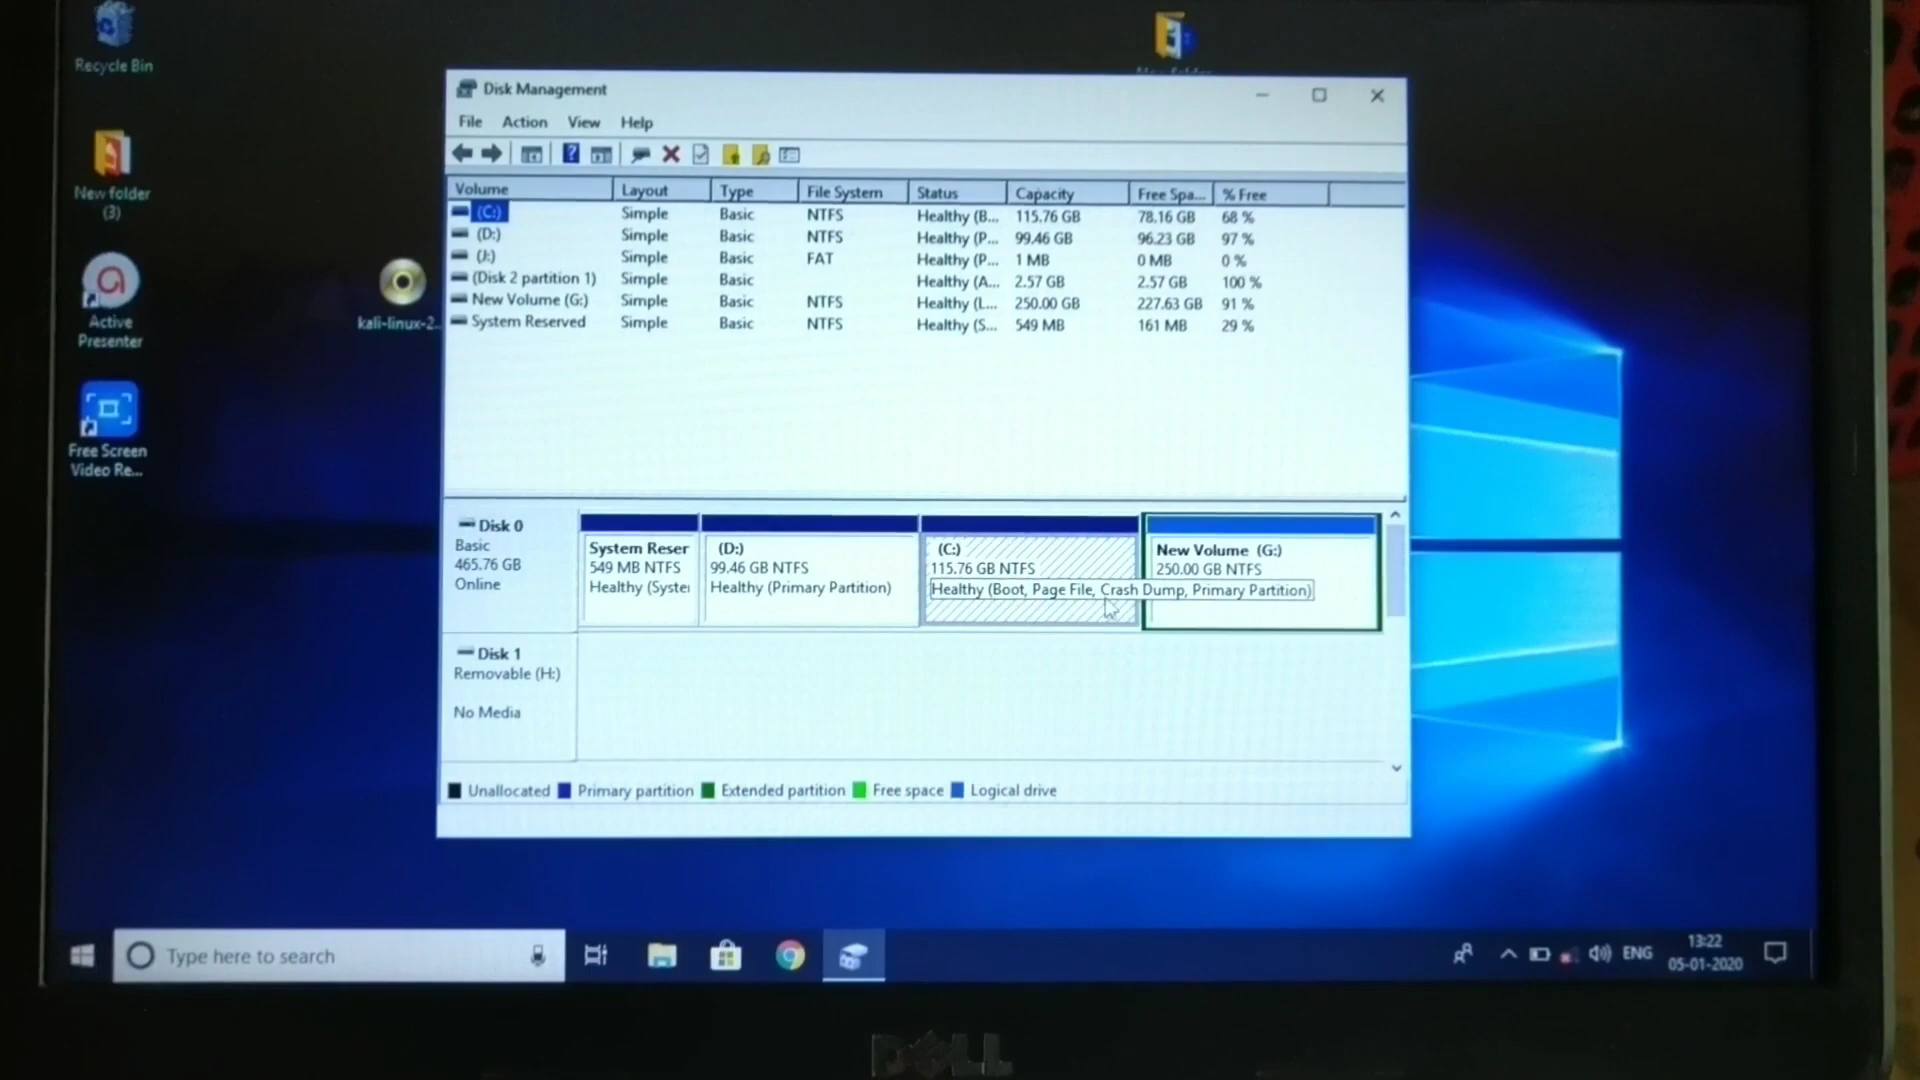 Recycle Bin
New folder
(3)
Active
Presenter
Free Screen
Video Re...
kali-linux-2...
Disk Management
File Action View Help
Volume Layout Type File System Status Capacity Free Spa... % Free
(C:) Simple Basic NTFS Healthy (B... 115.76 GB 78.16 GB 68 %
(D:) Simple Basic NTFS Healthy (P... 99.46 GB 96.23 GB 97 %
(J:) Simple Basic FAT Healthy (P... 1 MB 0 MB 0 %
(Disk 2 partition 1) Simple Basic Healthy (A... 2.57 GB 2.57 GB 100 %
New Volume (G:) Simple Basic NTFS Healthy (L... 250.00 GB 227.63 GB 91 %
System Reserved Simple Basic NTFS Healthy (S... 549 MB 161 MB 29 %
Disk 0
Basic
465.76 GB
Online
System Reser
549 MB NTFS
Healthy (Syste
(D:)
99.46 GB NTFS
Healthy (Primary Partition)
(C:)
115.76 GB NTFS
Healthy (Boot, Page File, Crash Dump, Primary Partition)
New Volume (G:)
250.00 GB NTFS
Disk 1
Removable (H:)
No Media
Unallocated Primary partition Extended partition Free space Logical drive
Type here to search
ENG
13:22
05-01-2020
DELL